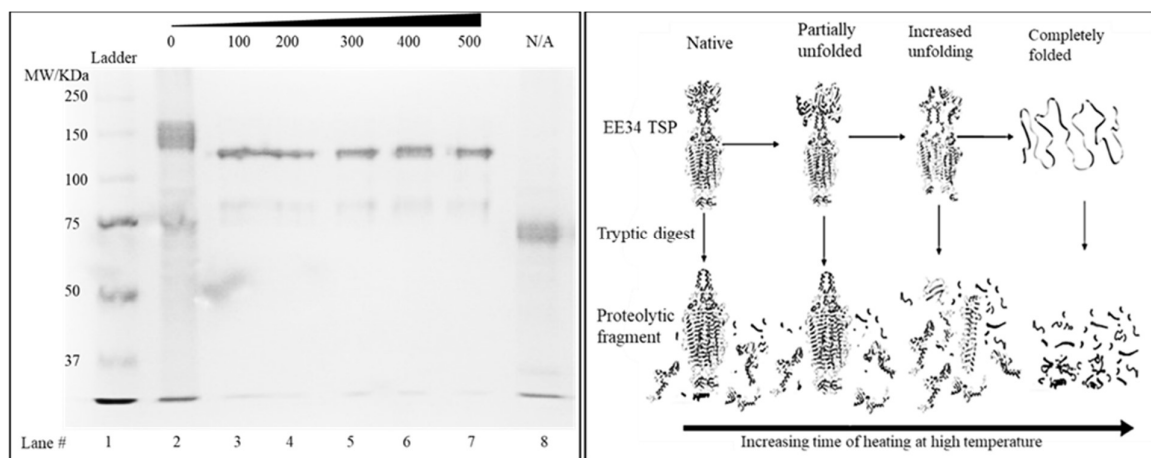 0 100 200 300 400 500 N/A
Ladder
MW/KDa
250
150
100
75
50
37
Lane # 1 2 3 4 5 6 7 8
Native Partially unfolded Increased unfolding Completely folded
EE34 TSP
Tryptic digest
Proteolytic fragment
Increasing time of heating at high temperature